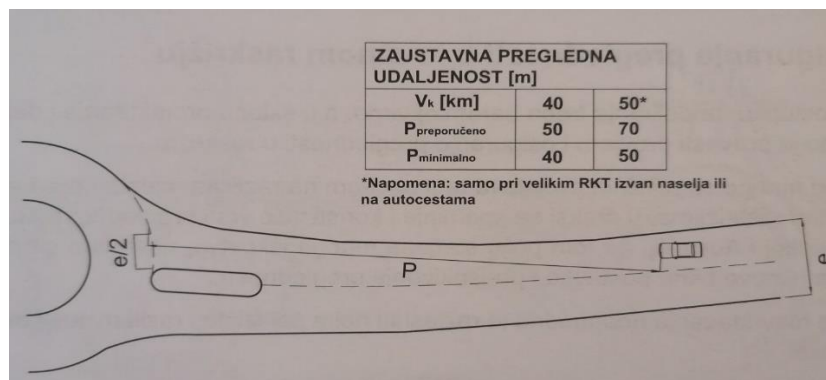 ZAUSTAVNA PREGLEDNA
UDALJENOST [m]
Vk [km] 40 50*
Ppreporučeno 50 70
Pminimalno 40 50
*Napomena: samo pri velikim RKT izvan naselja ili
na autocestama
e/2
P